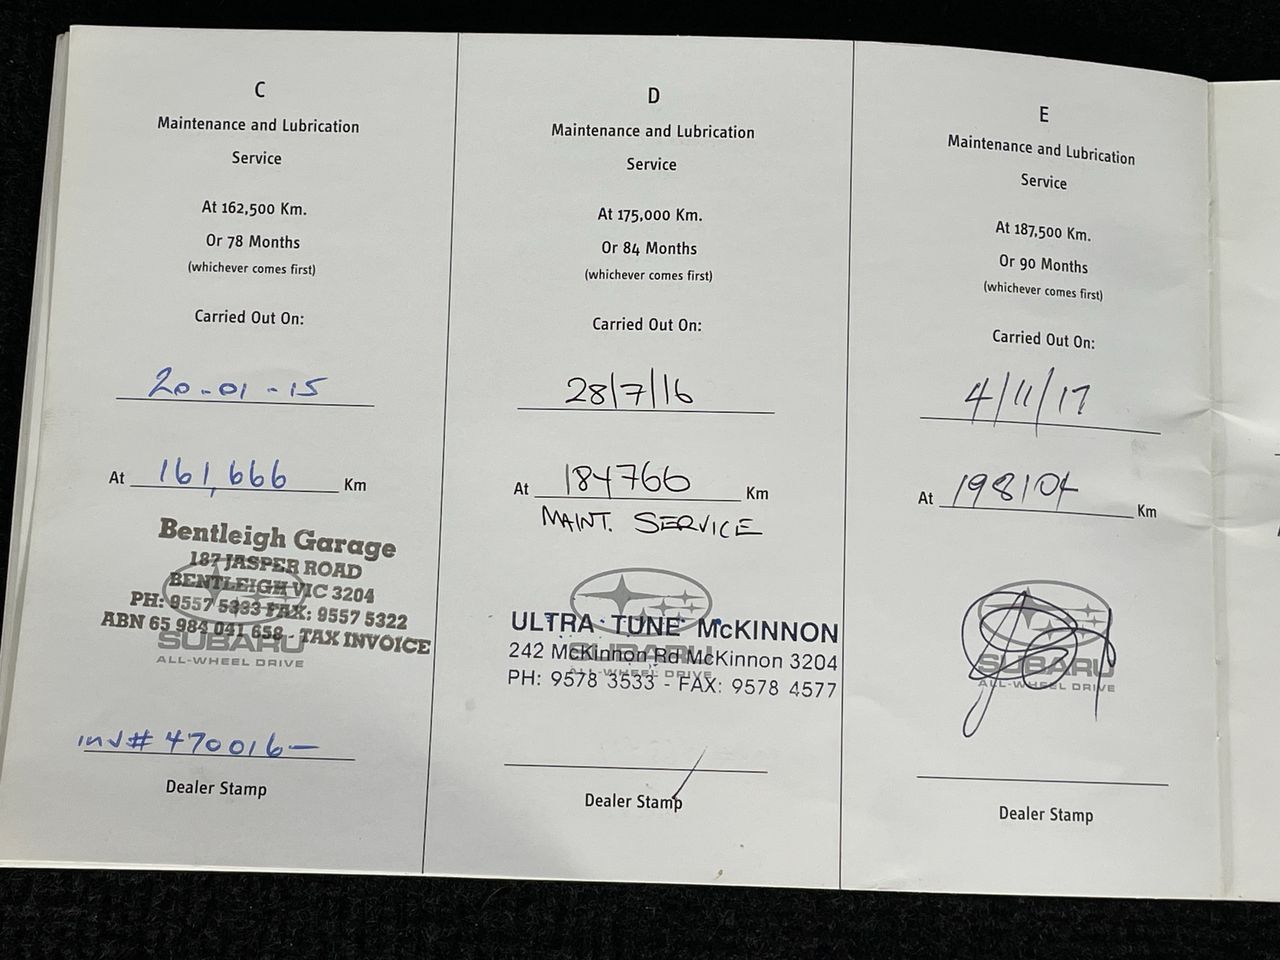 C
Maintenance and Lubrication
Service
At 162,500 Km.
Or 78 Months
(whichever comes first)
Carried Out On:
20-01-15
At 161,666 Km
Bentleigh Garage
187 JASPER ROAD
BENTLEIGH VIC 3204
PH: 9557 5333 FAX: 9557 5322
ABN 65 984 041 658 - TAX INVOICE
SUBARU
ALL-WHEEL DRIVE
inv# 470016-
Dealer Stamp
D
Maintenance and Lubrication
Service
At 175,000 Km.
Or 84 Months
(whichever comes first)
Carried Out On:
28/7/16
At 184766 Km
MAINT. SERVICE
ULTRA TUNE McKINNON
242 McKinnon Rd McKinnon 3204
SUBARU
ALL-WHEEL DRIVE
PH: 9578 3533 - FAX: 9578 4577
Dealer Stamp
E
Maintenance and Lubrication
Service
At 187,500 Km.
Or 90 Months
(whichever comes first)
Carried Out On:
4/11/17
At 198104 Km
SUBARU
ALL-WHEEL DRIVE
Dealer Stamp